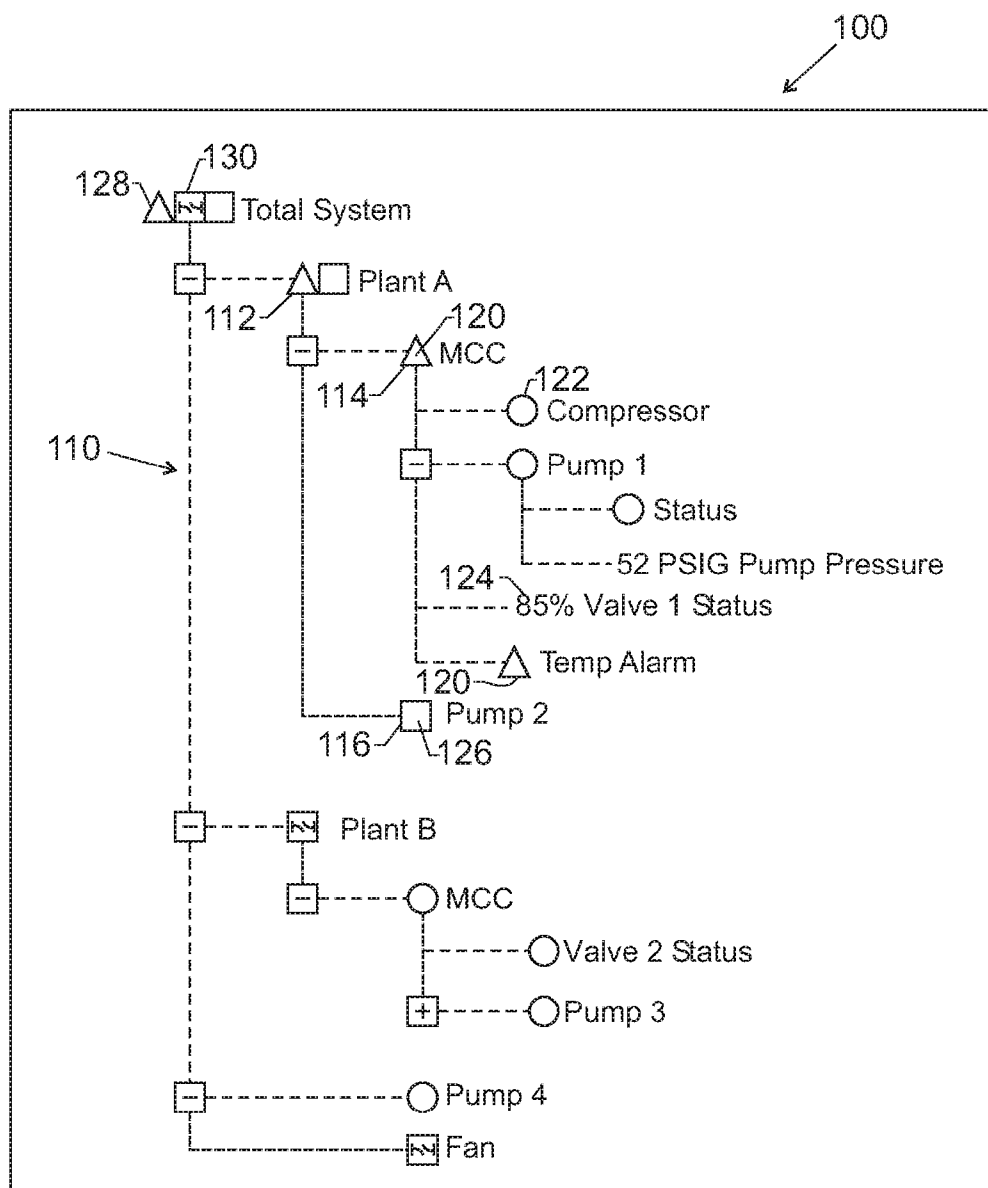 100
130
128
Total System
Plant A
112
120
MCC
114
122
Compressor
110
Pump 1
Status
52 PSIG Pump Pressure
124
85% Valve 1 Status
Temp Alarm
120
Pump 2
116
126
Plant B
MCC
Valve 2 Status
+ Pump 3
Pump 4
Fan